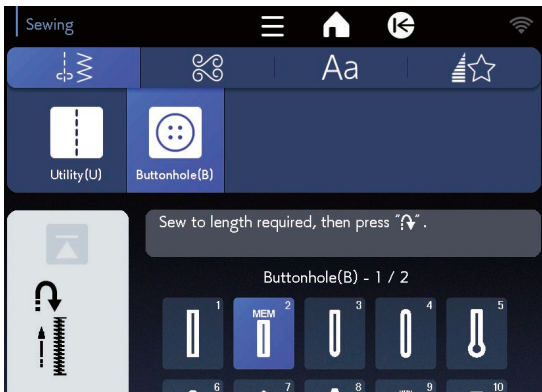 Sewing
Aa
Utility(U)
Buttonhole(B)
Sew to length required, then press "".
Buttonhole(B) - 1 / 2
1
MEM 2
3
4
5
6
7
8
9
10